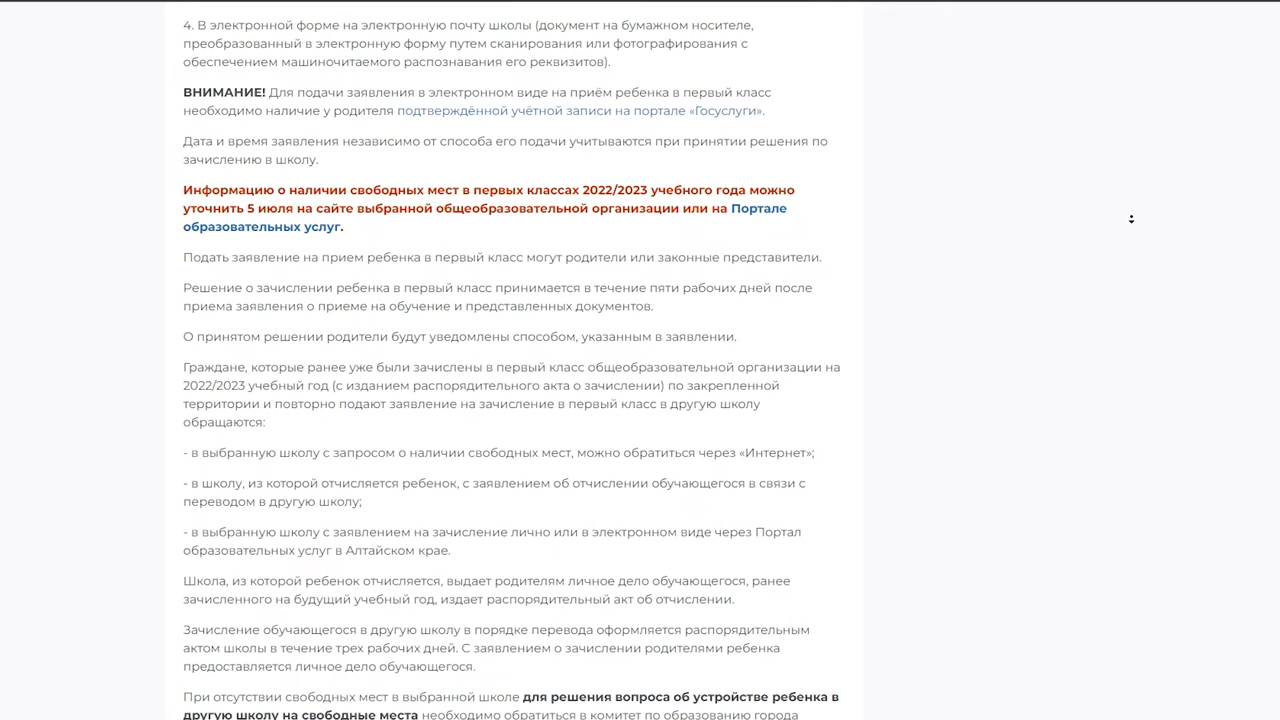 4. В электронной форме на электронную почту школы (документ на бумажном носителе,
преобразованный в электронную форму путем сканирования или фотографирования с
обеспечением машиночитаемого распознавания его реквизитов).
ВНИМАНИЕ! Для подачи заявления в электронном виде на приём ребенка в первый класс
необходимо наличие у родителя подтверждённой учётной записи на портале «Госуслуги».
Дата и время заявления независимо от способа его подачи учитываются при принятии решения по
зачислению в школу.
Информацию о наличии свободных мест в первых классах 2022/2023 учебного года можно
уточнить 5 июля на сайте выбранной общеобразовательной организации или на Портале
образовательных услуг.
Подать заявление на прием ребенка в первый класс могут родители или законные представители.
Решение о зачислении ребенка в первый класс принимается в течение пяти рабочих дней после
приема заявления о приеме на обучение и представленных документов.
О принятом решении родители будут уведомлены способом, указанным в заявлении.
Граждане, которые ранее уже были зачислены в первый класс общеобразовательной организации на
2022/2023 учебный год (с изданием распорядительного акта о зачислении) по закрепленной
территории и повторно подают заявление на зачисление в первый класс в другую школу
обращаются:
- в выбранную школу с запросом о наличии свободных мест, можно обратиться через «Интернет»;
- в школу, из которой отчисляется ребенок, с заявлением об отчислении обучающегося в связи с
переводом в другую школу;
- в выбранную школу с заявлением на зачисление лично или в электронном виде через Портал
образовательных услуг в Алтайском крае.
Школа, из которой ребенок отчисляется, выдает родителям личное дело обучающегося, ранее
зачисленного на будущий учебный год, издает распорядительный акт об отчислении.
Зачисление обучающегося в другую школу в порядке перевода оформляется распорядительным
актом школы в течение трех рабочих дней. С заявлением о зачислении родителями ребенка
предоставляется личное дело обучающегося.
При отсутствии свободных мест в выбранной школе для решения вопроса об устройстве ребенка в
другую школу на свободные места необходимо обратиться в комитет по образованию города